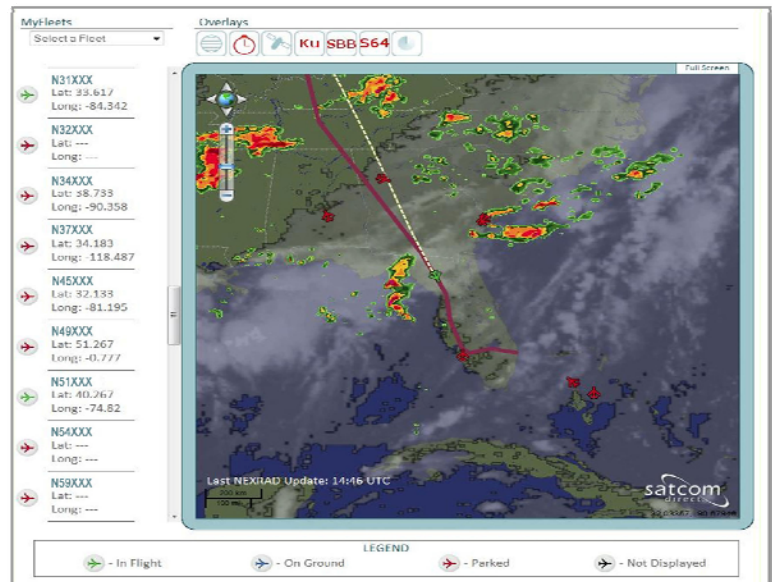 MyFleets
Overlays
Select a Fleet
Ku SBB S64
Full Screen
N31XXX
Lat: 33.617
Long: -84.342
N32XXX
Lat: ---
Long: ---
N34XXX
Lat: 38.733
Long: -90.358
N37XXX
Lat: 34.183
Long: -118.487
N45XXX
Lat: 32.133
Long: -81.195
N49XXX
Lat: 51.267
Long: -0.777
N51XXX
Lat: 40.267
Long: -74.82
N54XXX
Lat: ---
Long: ---
N59XXX
Lat: ---
Long: ---
Last NEXRAD Update: 14:46 UTC
200 km
100 mi
satcom
direct
LEGEND
- In Flight
- On Ground
- Parked
- Not Displayed